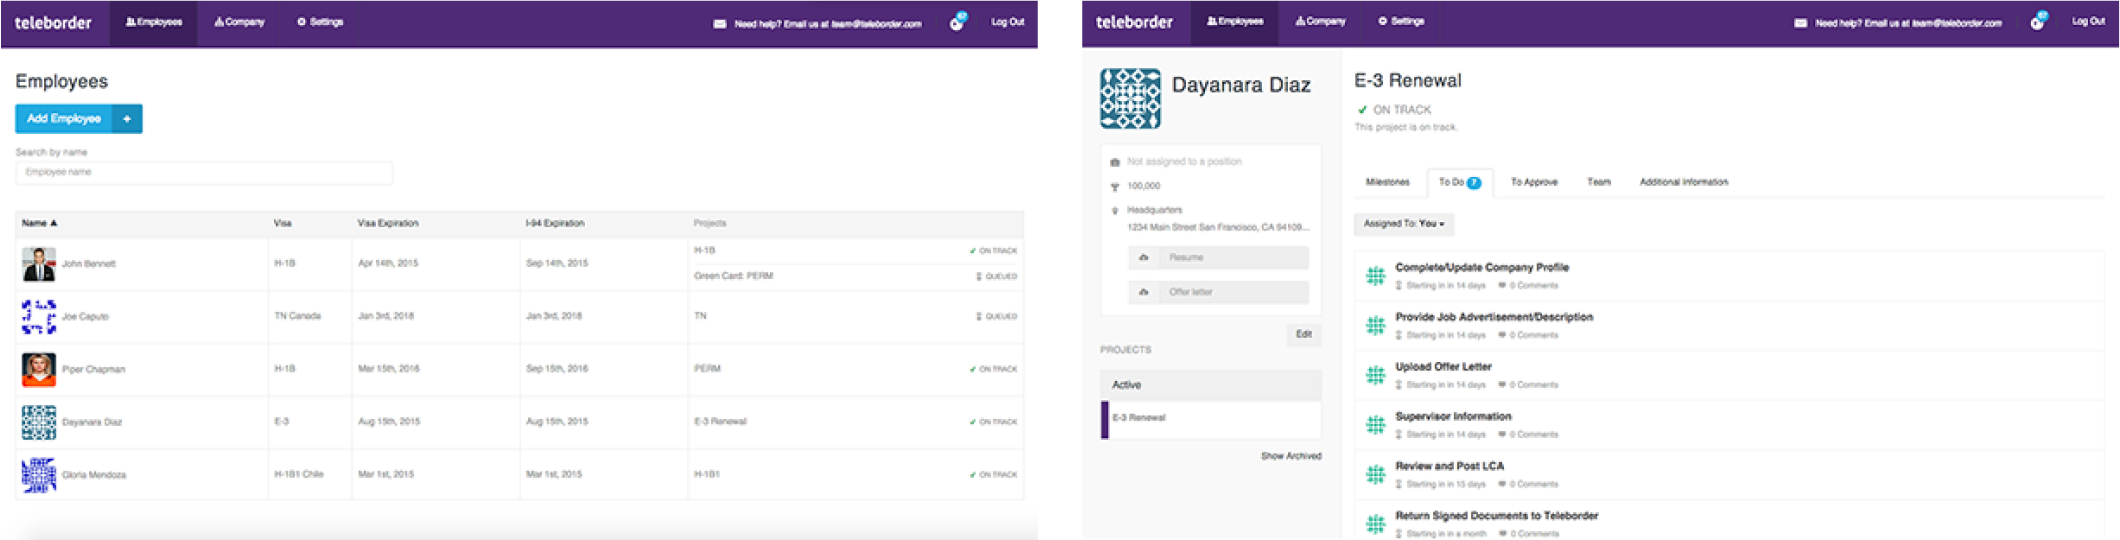 teleborder
Employees
Company
Settings
Need help? Email us at team@teleborder.com
67
Log Out
Employees
Add Employee +
Search by name
Employee name
Name Visa Visa Expiration I-94 Expiration Projects
John Bennett H-1B Apr 14th, 2015 Sep 14th, 2015 H-1B ON TRACK
Green Card: PERM QUEUED
Joe Caputo TN Canada Jan 3rd, 2018 Jan 3rd, 2018 TN QUEUED
Piper Chapman H-1B Mar 15th, 2016 Sep 15th, 2016 PERM ON TRACK
Dayanara Diaz E-3 Aug 15th, 2015 Aug 15th, 2015 E-3 Renewal ON TRACK
Gloria Mendoza H-1B1 Chile Mar 1st, 2015 Mar 1st, 2015 H-1B1 ON TRACK
teleborder
Employees
Company
Settings
Need help? Email us at team@teleborder.com
67
Log Out
Dayanara Diaz
Not assigned to a position
100,000
Headquarters
1234 Main Street San Francisco, CA 94109...
Resume
Offer letter
Edit
PROJECTS
Active
E-3 Renewal
Show Archived
E-3 Renewal
ON TRACK
This project is on track.
Milestones To Do 7 To Approve Team Additional Information
Assigned To: You
Complete/Update Company Profile
Starting in in 14 days 0 Comments
Provide Job Advertisement/Description
Starting in in 14 days 0 Comments
Upload Offer Letter
Starting in in 14 days 0 Comments
Supervisor Information
Starting in in 14 days 0 Comments
Review and Post LCA
Starting in in 15 days 0 Comments
Return Signed Documents to Teleborder
Starting in in a month 0 Comments